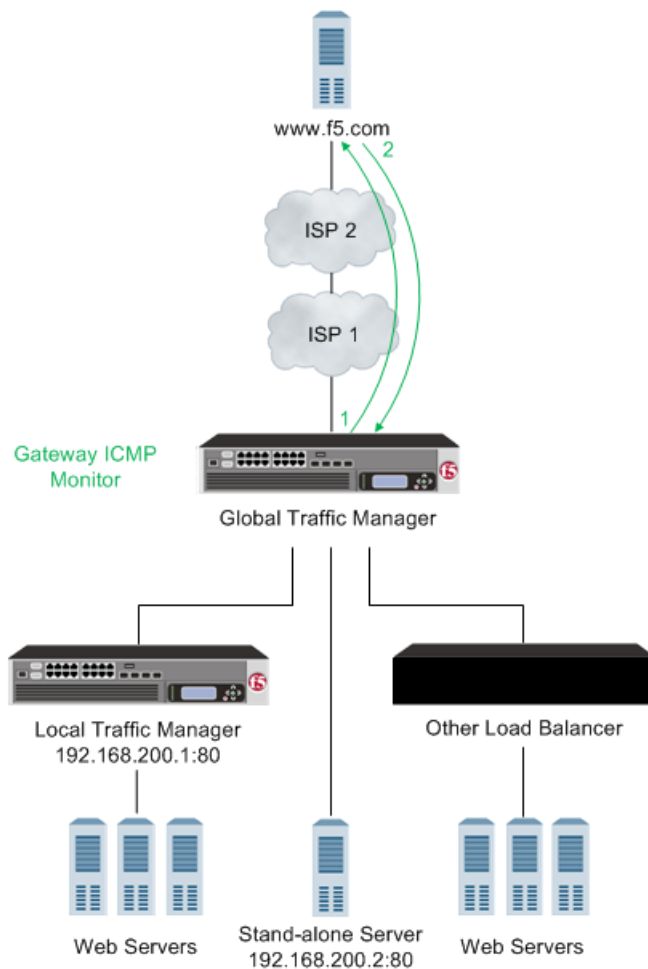 www.f5.com
2
ISP 2
ISP 1
1
Gateway ICMP
Monitor
f5
Global Traffic Manager
f5
Local Traffic Manager
192.168.200.1:80
Other Load Balancer
Web Servers
Stand-alone Server
192.168.200.2:80
Web Servers